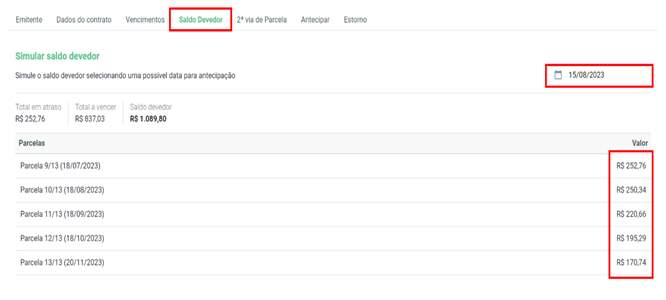 Emitente Dados do contrato Vencimentos Saldo Devedor 2ª via de Parcela Antecipar Estorno
Simular saldo devedor
Simule o saldo devedor selecionando uma possível data para antecipação
15/08/2023
Total em atraso Total a vencer Saldo devedor
R$ 252,76 R$ 837,03 R$ 1.089,80
Parcelas Valor
Parcela 9/13 (18/07/2023) R$ 252,76
Parcela 10/13 (18/08/2023) R$ 250,34
Parcela 11/13 (18/09/2023) R$ 220,66
Parcela 12/13 (18/10/2023) R$ 195,29
Parcela 13/13 (20/11/2023) R$ 170,74